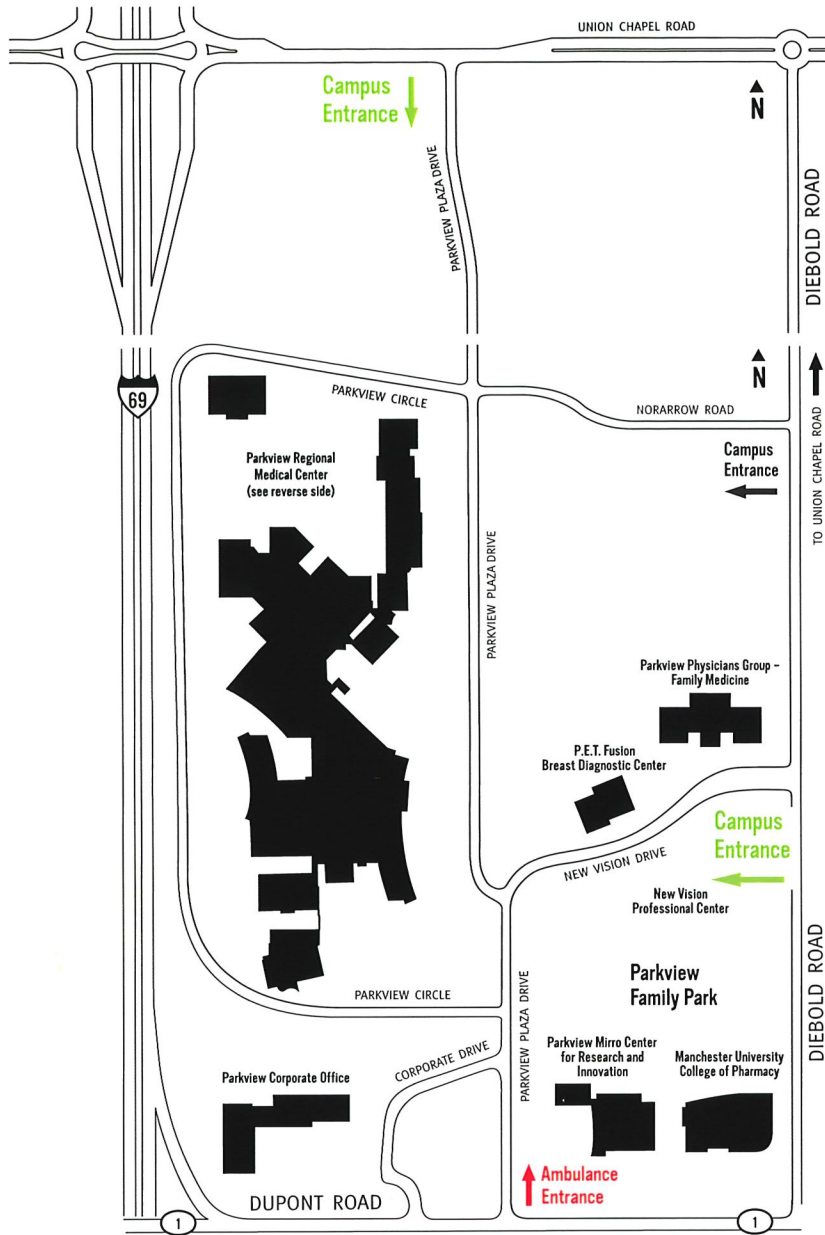 UNION CHAPEL ROAD
Campus
Entrance
N
PARKVIEW PLAZA DRIVE
DIEBOLD ROAD
69
PARKVIEW CIRCLE
N
NORARROW ROAD
TO UNION CHAPEL ROAD
Parkview Regional
Medical Center
(see reverse side)
Campus
Entrance
PARKVIEW PLAZA DRIVE
Parkview Physicians Group –
Family Medicine
P.E.T. Fusion
Breast Diagnostic Center
Campus
Entrance
NEW VISION DRIVE
New Vision
Professional Center
DIEBOLD ROAD
Parkview
Family Park
PARKVIEW CIRCLE
PARKVIEW PLAZA DRIVE
CORPORATE DRIVE
Parkview Mirro Center
for Research and
Innovation
Manchester University
College of Pharmacy
Parkview Corporate Office
Ambulance
Entrance
DUPONT ROAD
1
1